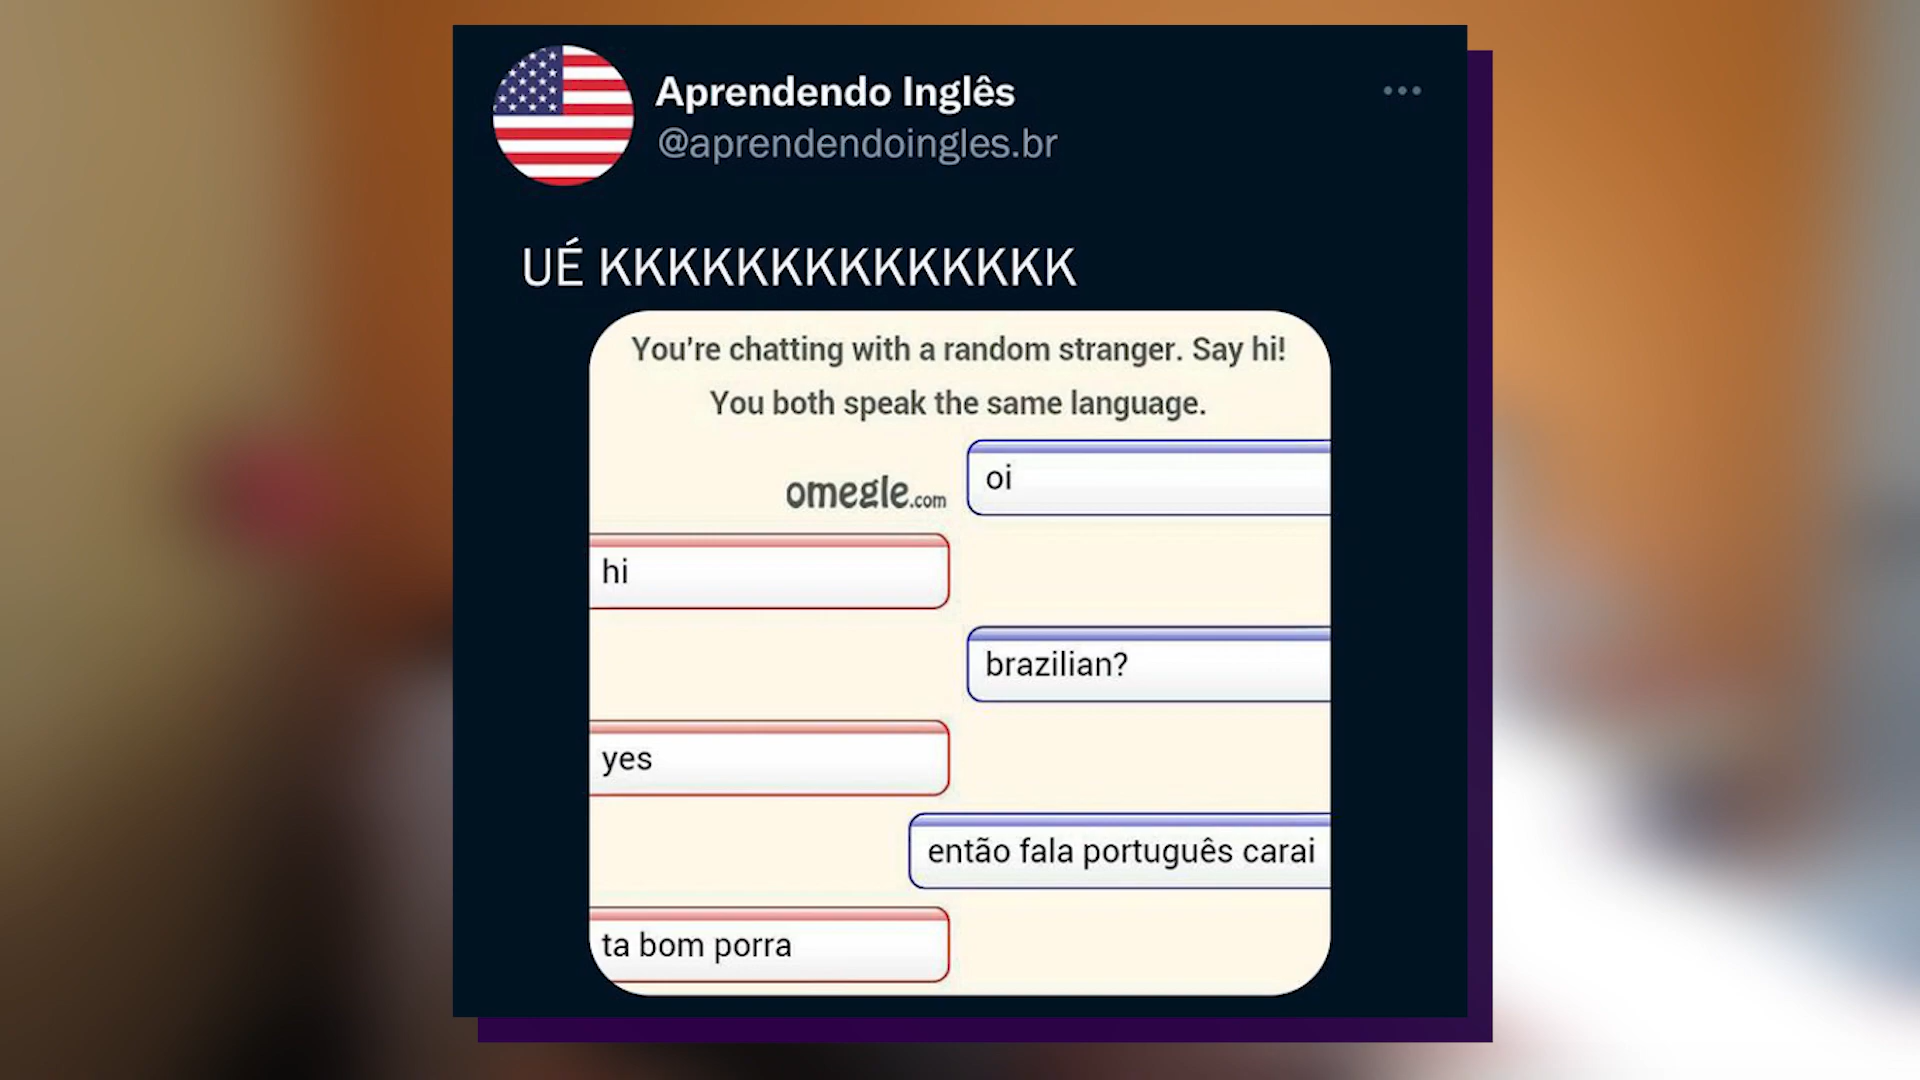 Aprendendo Inglês
@aprendendoingles.br
UÉ KKKKKKKKKKKKKK
You're chatting with a random stranger. Say hi!
You both speak the same language.
oi
omegle.com
hi
brazilian?
yes
então fala português carai
ta bom porra